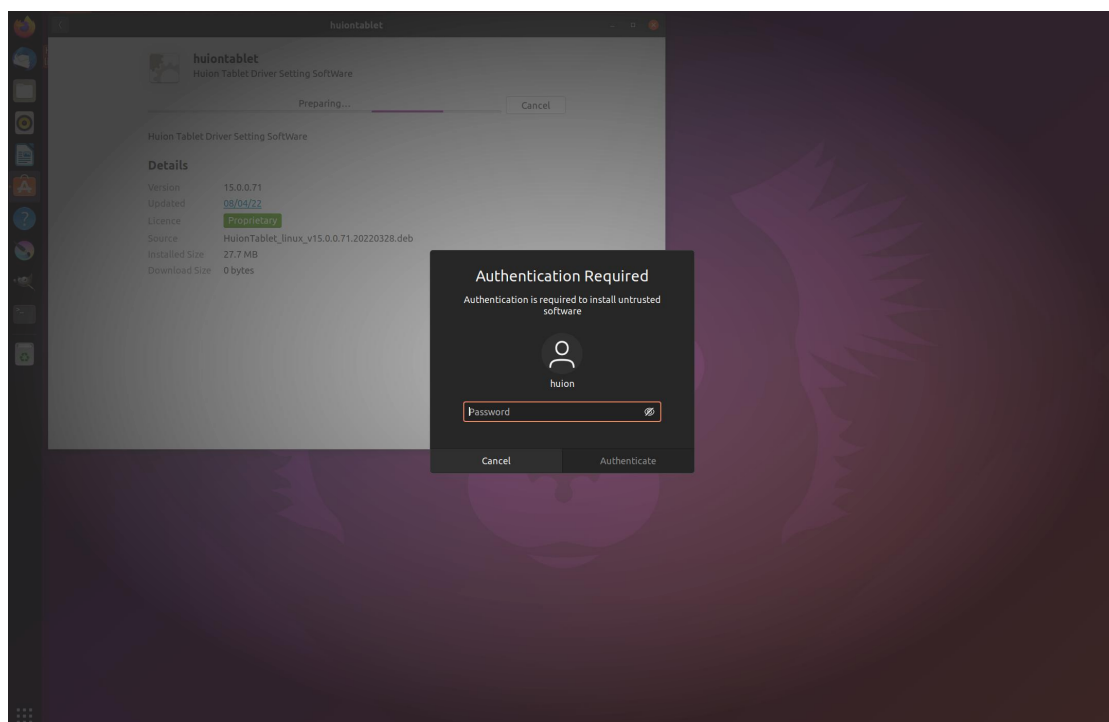 huiontablet
huiontablet
Huion Tablet Driver Setting SoftWare
Preparing...
Cancel
Huion Tablet Driver Setting SoftWare
Details
Version 15.0.0.71
Updated 08/04/22
Licence Proprietary
Source HuionTablet_linux_v15.0.0.71.20220328.deb
Installed Size 27.7 MB
Download Size 0 bytes
Authentication Required
Authentication is required to install untrusted
software
huion
Password
Cancel Authenticate